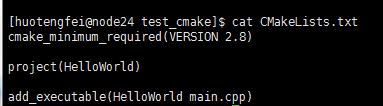 [huotengfei@node24 test_cmake]$ cat CMakeLists.txt
cmake_minimum_required(VERSION 2.8)
project(HelloWorld)
add_executable(HelloWorld main.cpp)